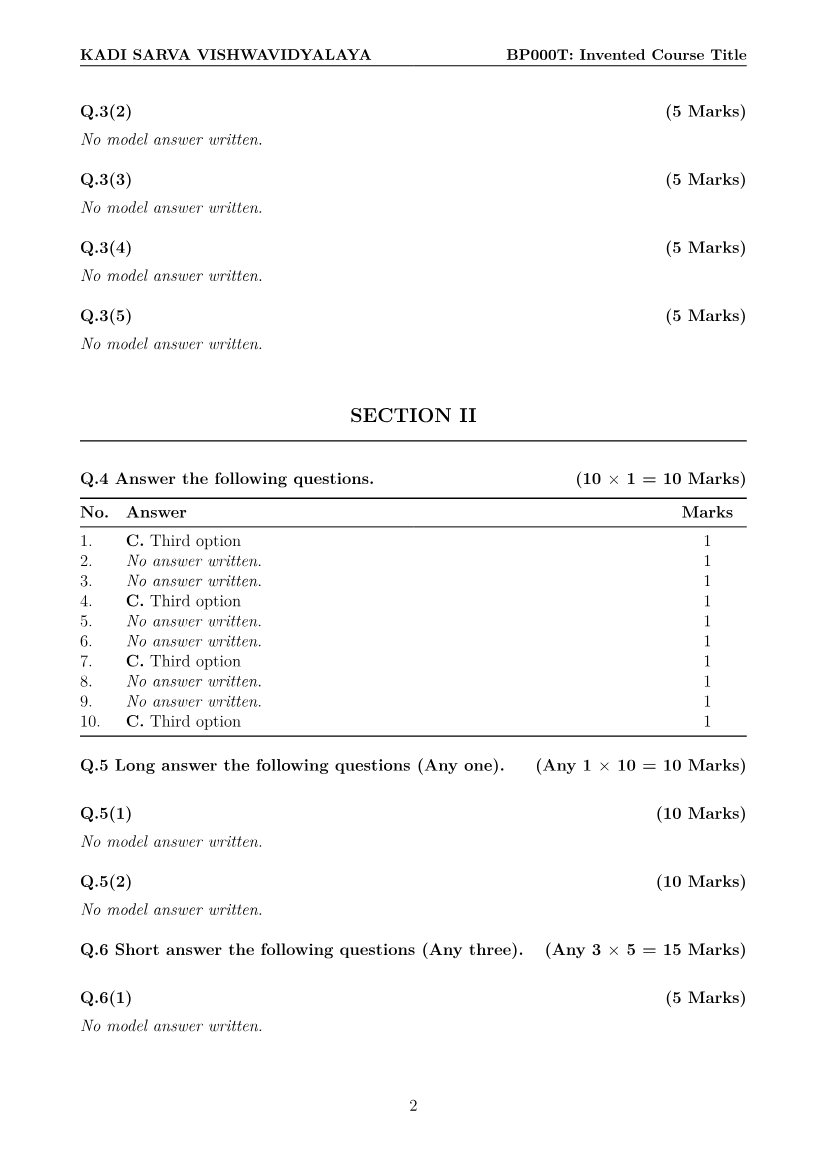 KADI SARVA VISHWAVIDYALAYA BP000T: Invented Course Title
Q.3(2) (5 Marks)
No model answer written.
Q.3(3) (5 Marks)
No model answer written.
Q.3(4) (5 Marks)
No model answer written.
Q.3(5) (5 Marks)
No model answer written.
SECTION II
Q.4 Answer the following questions. (10 × 1 = 10 Marks)
No. Answer Marks
1. C. Third option 1
2. No answer written. 1
3. No answer written. 1
4. C. Third option 1
5. No answer written. 1
6. No answer written. 1
7. C. Third option 1
8. No answer written. 1
9. No answer written. 1
10. C. Third option 1
Q.5 Long answer the following questions (Any one). (Any 1 × 10 = 10 Marks)
Q.5(1) (10 Marks)
No model answer written.
Q.5(2) (10 Marks)
No model answer written.
Q.6 Short answer the following questions (Any three). (Any 3 × 5 = 15 Marks)
Q.6(1) (5 Marks)
No model answer written.
2